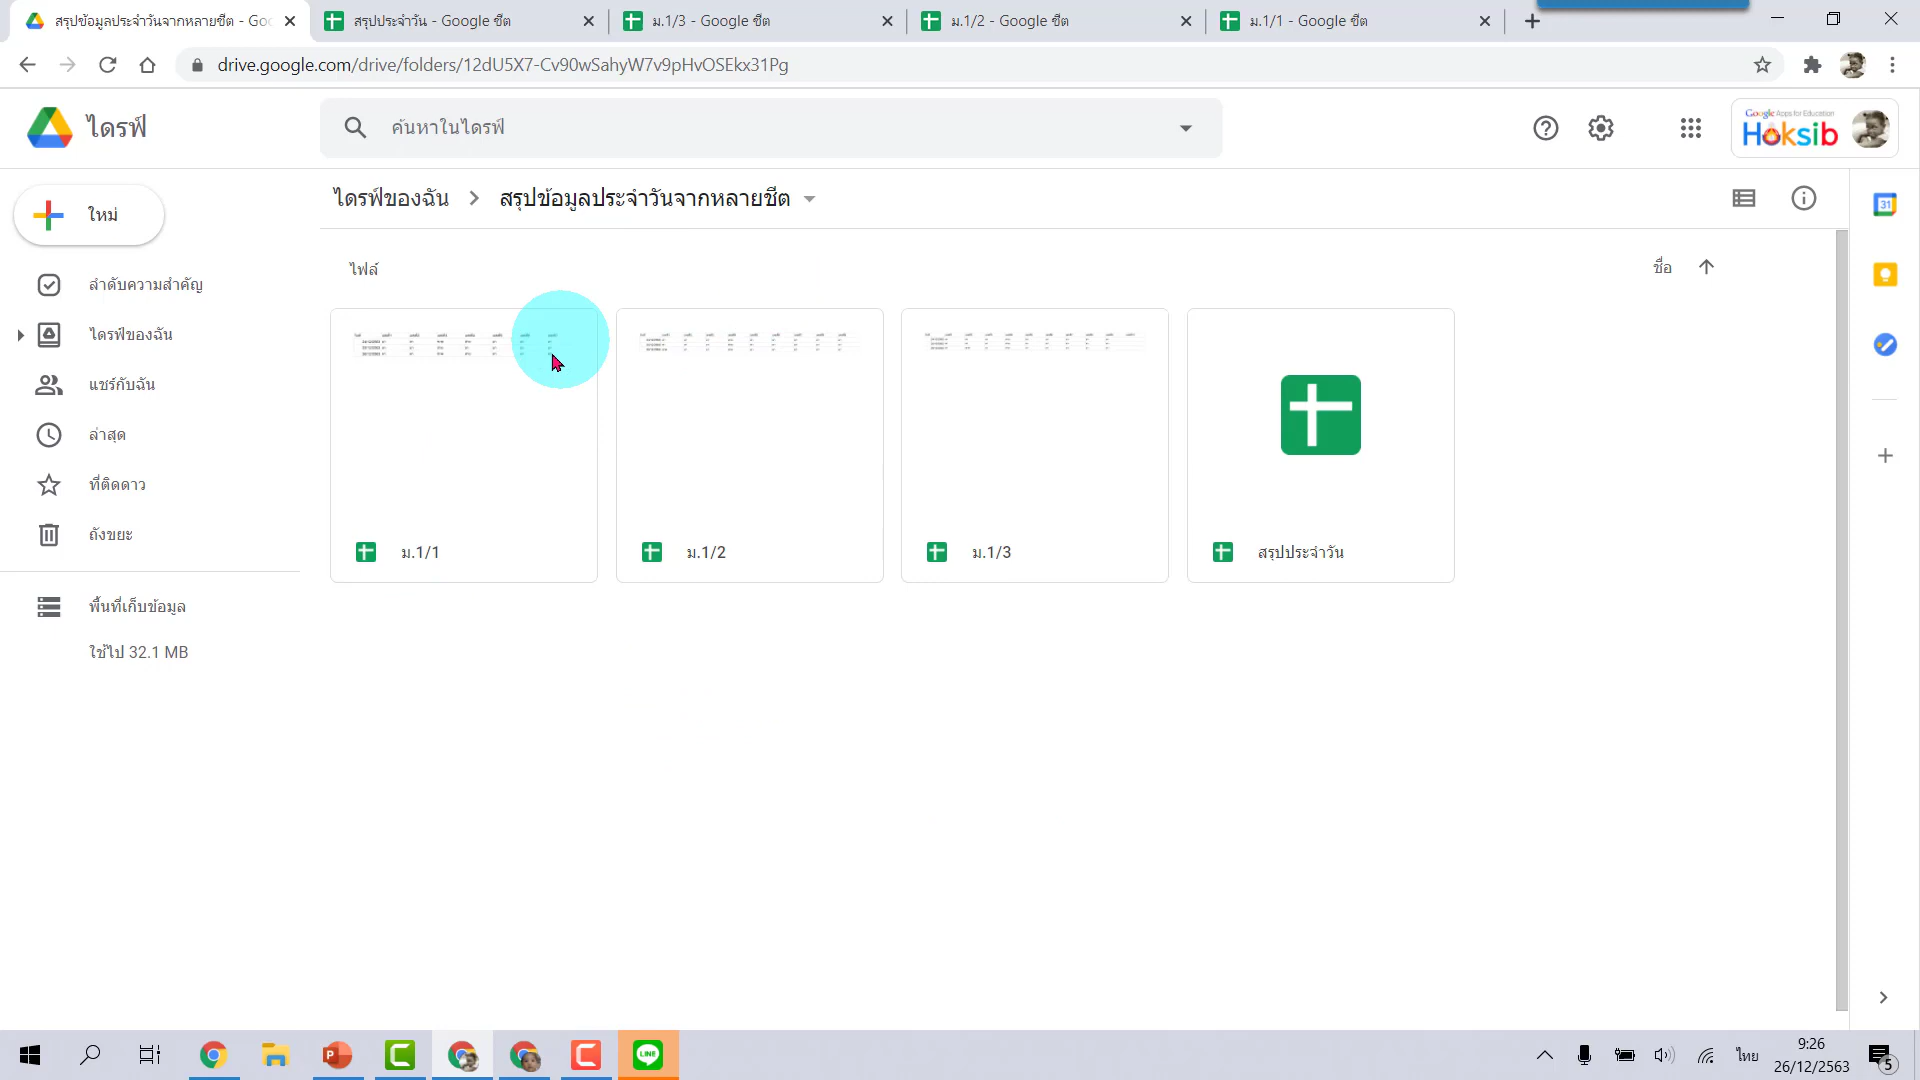 สรุปข้อมูลประจำวันจากหลายชีต - Goo
สรุปประจำวัน - Google ชีต
ม.1/3 - Google ชีต
ม.1/2 - Google ชีต
ม.1/1 - Google ชีต
drive.google.com/drive/folders/12dU5X7-Cv90wSahyW7v9pHvOSEkx31Pg
ไดรฟ์
ค้นหาในไดรฟ์
Google Apps for Education
Hoksib
ใหม่
ไดรฟ์ของฉัน
สรุปข้อมูลประจำวันจากหลายชีต
31
ไฟล์
ชื่อ
ลำดับความสำคัญ
ไดรฟ์ของฉัน
แชร์กับฉัน
ล่าสุด
ที่ติดดาว
ถังขยะ
พื้นที่เก็บข้อมูล
ใช้ไป 32.1 MB
ม.1/1
ม.1/2
ม.1/3
สรุปประจำวัน
P
LINE
ไทย
9:26
26/12/2563
5